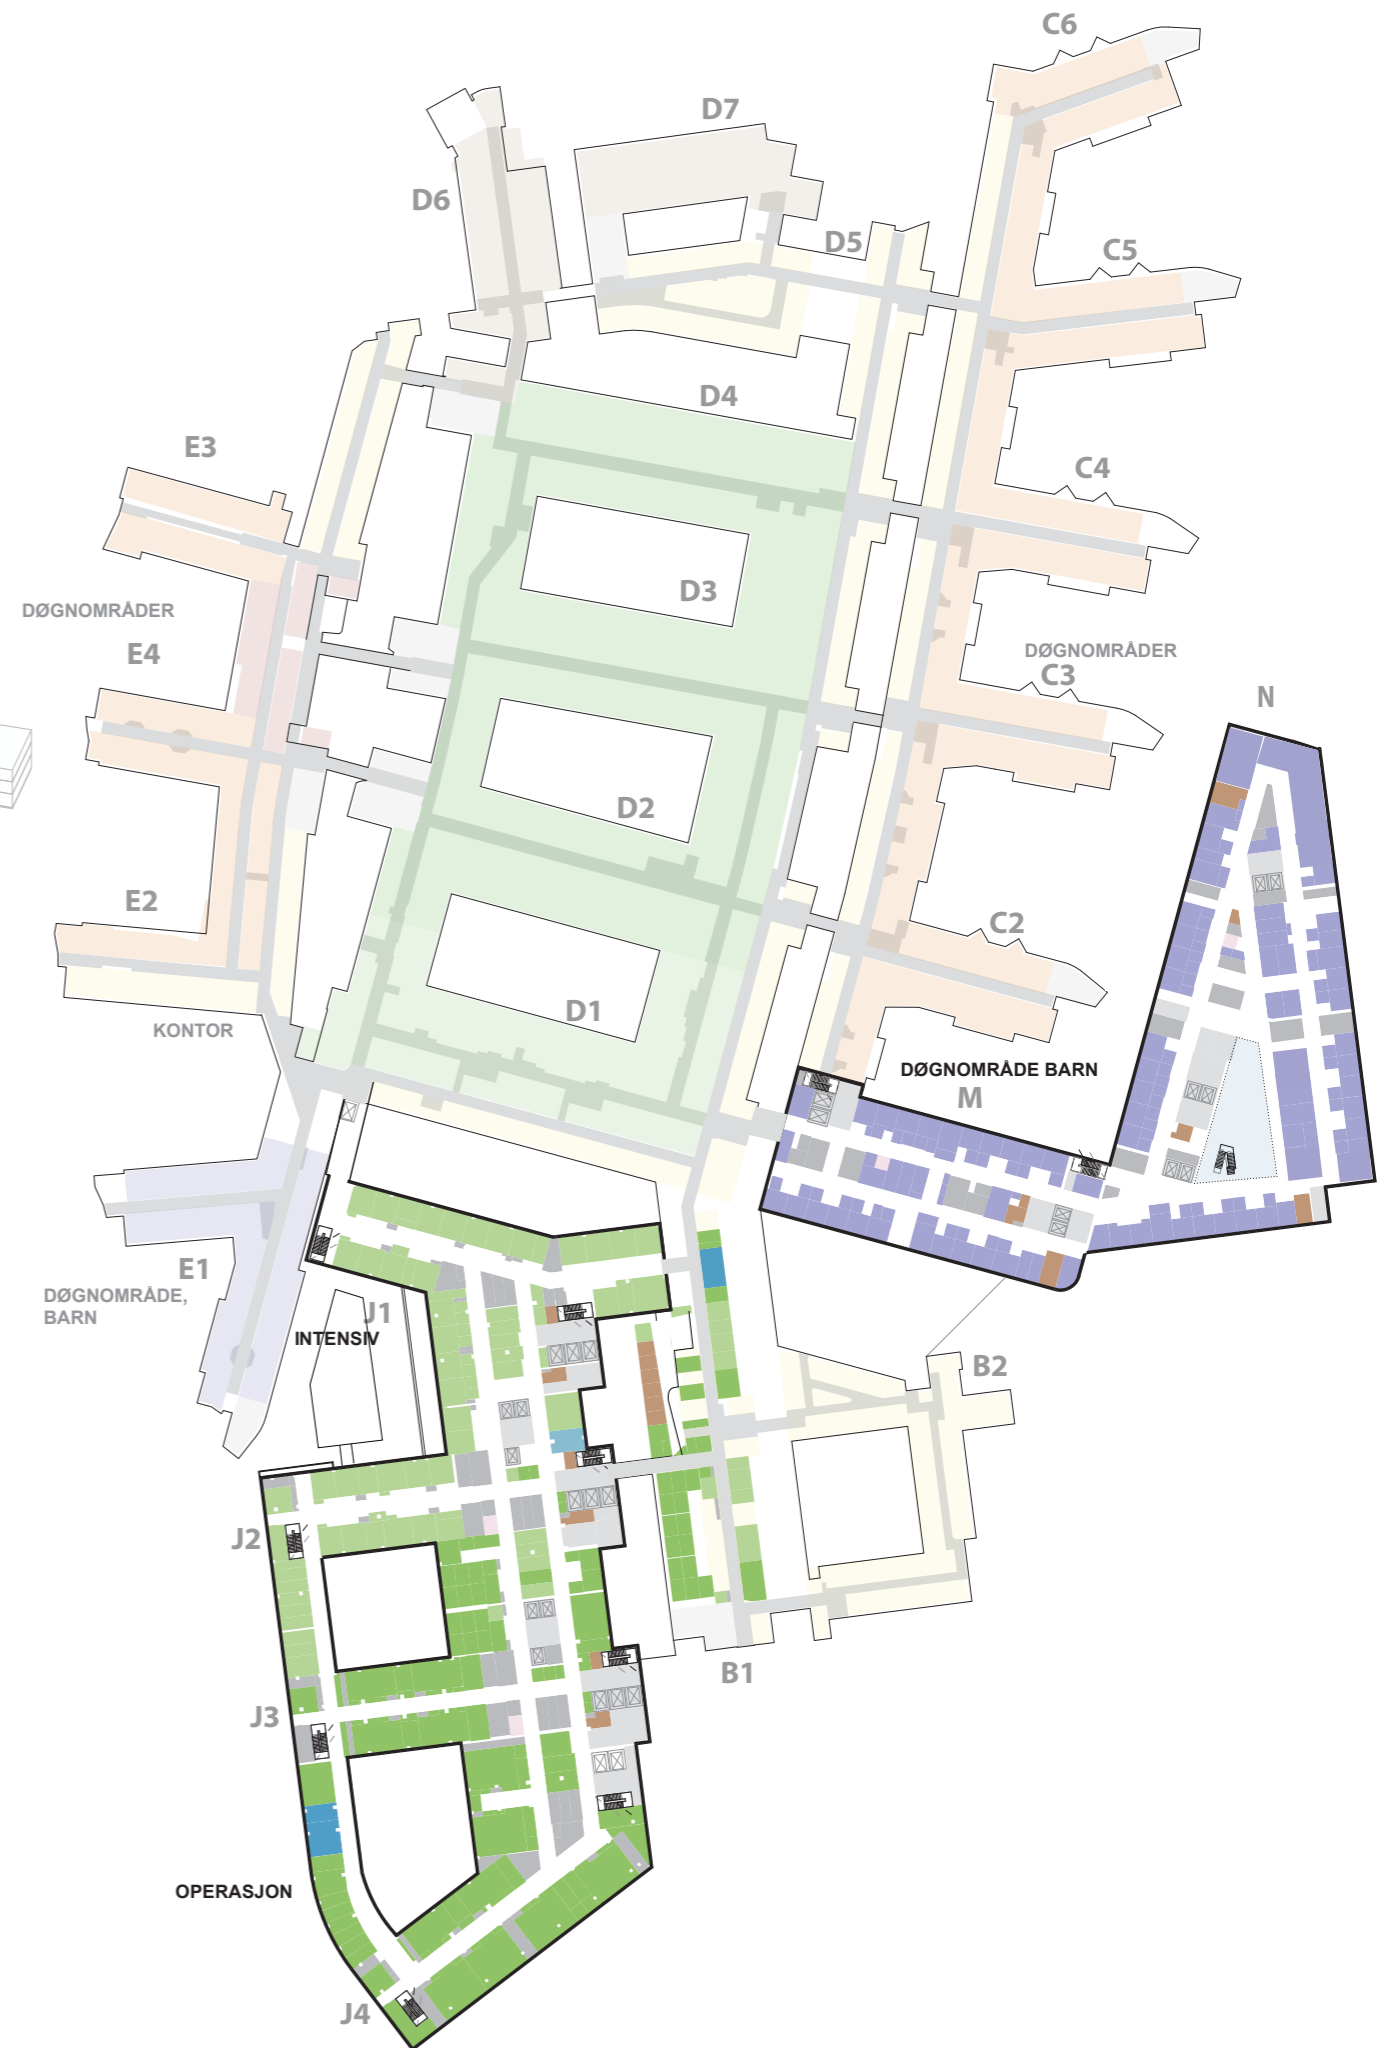 C6
D7
D6
D5
C5
D4
E3
C4
D3
DØGNOMRÅDER
E4
DØGNOMRÅDER
C3
N
D2
E2
C2
D1
KONTOR
DØGNOMRÅDE BARN
M
E1
DØGNOMRÅDE,
BARN
J1
INTENSIV
B2
J2
B1
J3
OPERASJON
J4